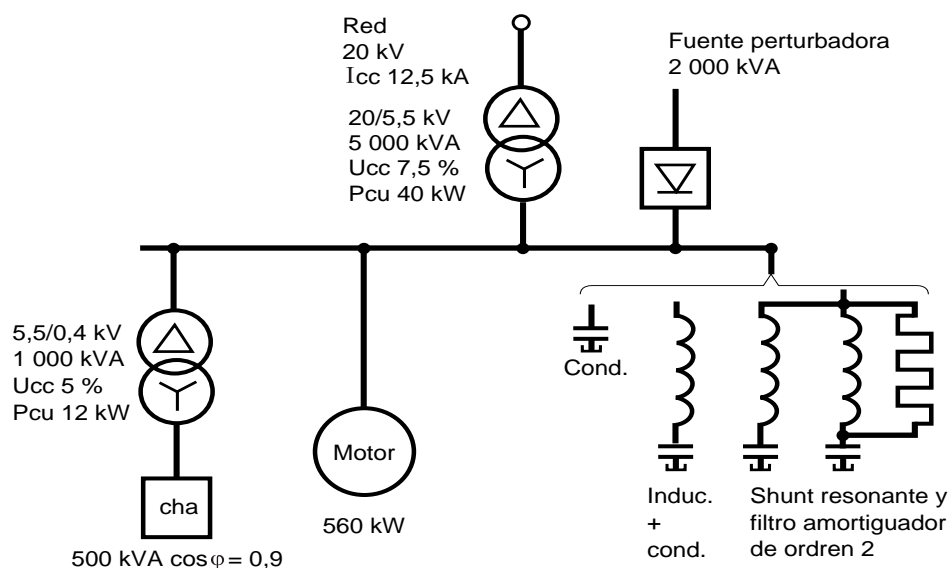 Red
20 kV
Icc 12,5 kA
20/5,5 kV
5 000 kVA
Ucc 7,5 %
Pcu 40 kW
Fuente perturbadora
2 000 kVA
5,5/0,4 kV
1 000 kVA
Ucc 5 %
Pcu 12 kW
cha
500 kVA cos φ = 0,9
Motor
560 kW
Cond.
Induc.
+
cond.
Shunt resonante y
filtro amortiguador
de ordren 2